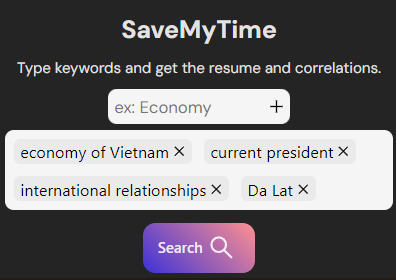 SaveMyTime
Type keywords and get the resume and correlations.
ex: Economy +
economy of Vietnam × current president ×
international relationships × Da Lat ×
Search